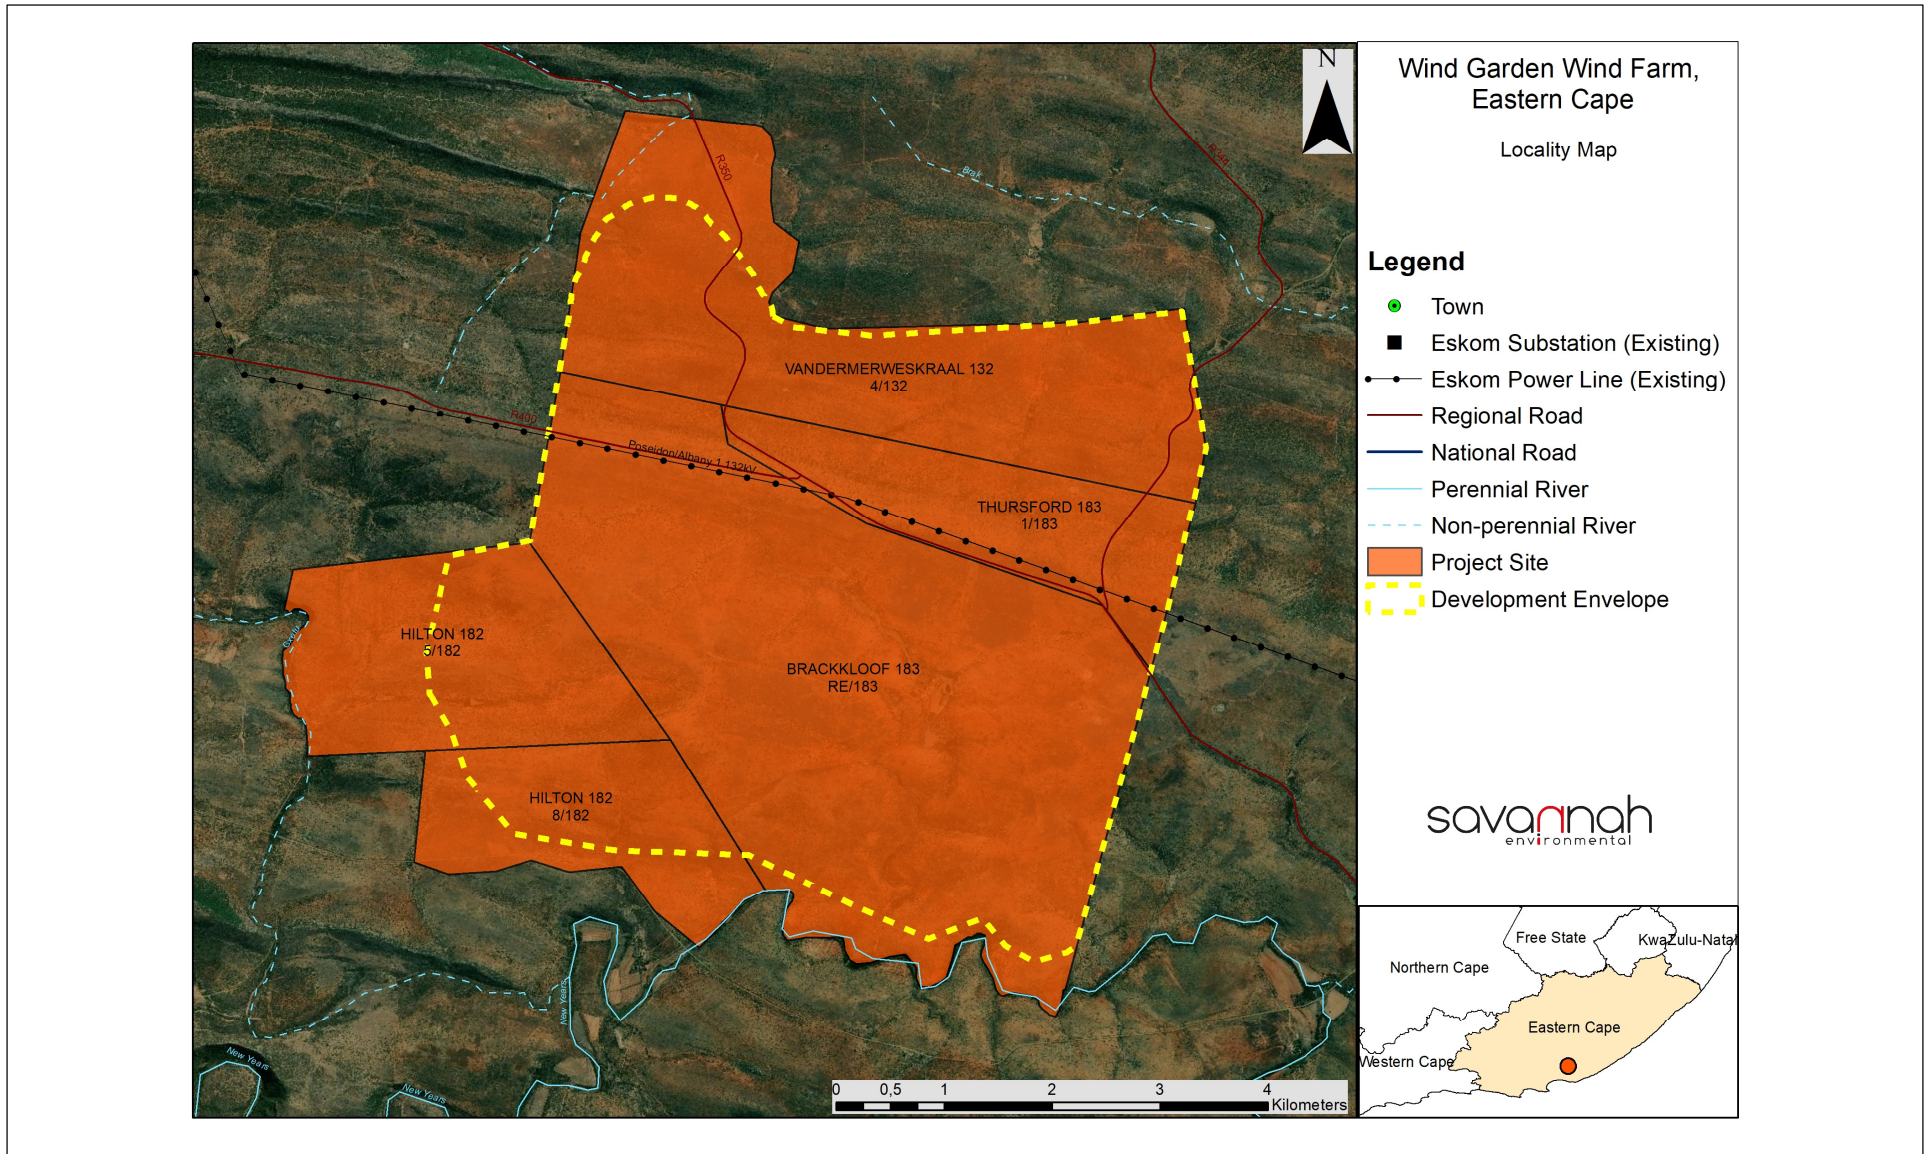 Wind Garden Wind Farm,
Eastern Cape
Locality Map
N
Legend
Town
Eskom Substation (Existing)
Eskom Power Line (Existing)
Regional Road
National Road
Perennial River
Non-perennial River
Project Site
Development Envelope
R350
R344
Brak
VANDERMERWESKRAAL 132
4/132
R400
Poseidon/Albany 1 132kV
THURSFORD 183
1/183
HILTON 182
5/182
BRACKKLOOF 183
RE/183
HILTON 182
8/182
New Years
New Years
New Years
0 0,5 1 2 3 4
Kilometers
savannah
environmental
Free State
KwaZulu-Natal
Northern Cape
Eastern Cape
Western Cape